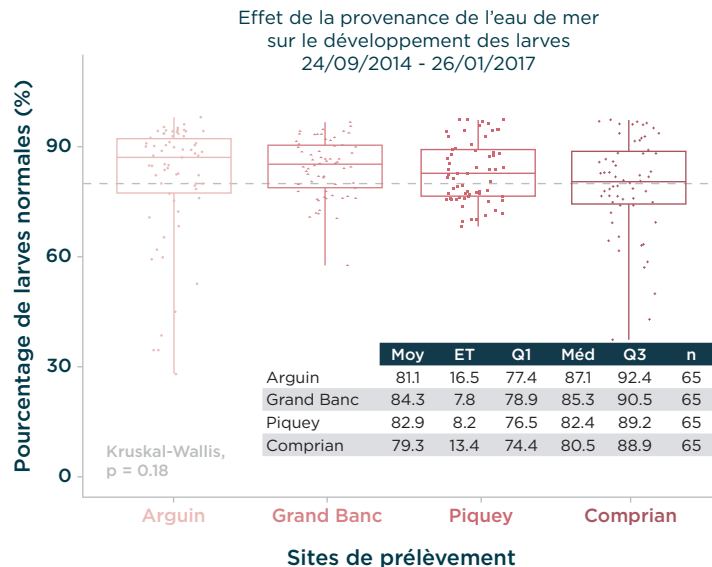 Effet de la provenance de l’eau de mer
sur le développement des larves
24/09/2014 - 26/01/2017
Pourcentage de larves normales (%)
90
60
30
0
Moy ET Q1 Méd Q3 n
Arguin 81.1 16.5 77.4 87.1 92.4 65
Grand Banc 84.3 7.8 78.9 85.3 90.5 65
Piquey 82.9 8.2 76.5 82.4 89.2 65
Comprian 79.3 13.4 74.4 80.5 88.9 65
Kruskal-Wallis,
p = 0.18
Arguin Grand Banc Piquey Comprian
Sites de prélèvement